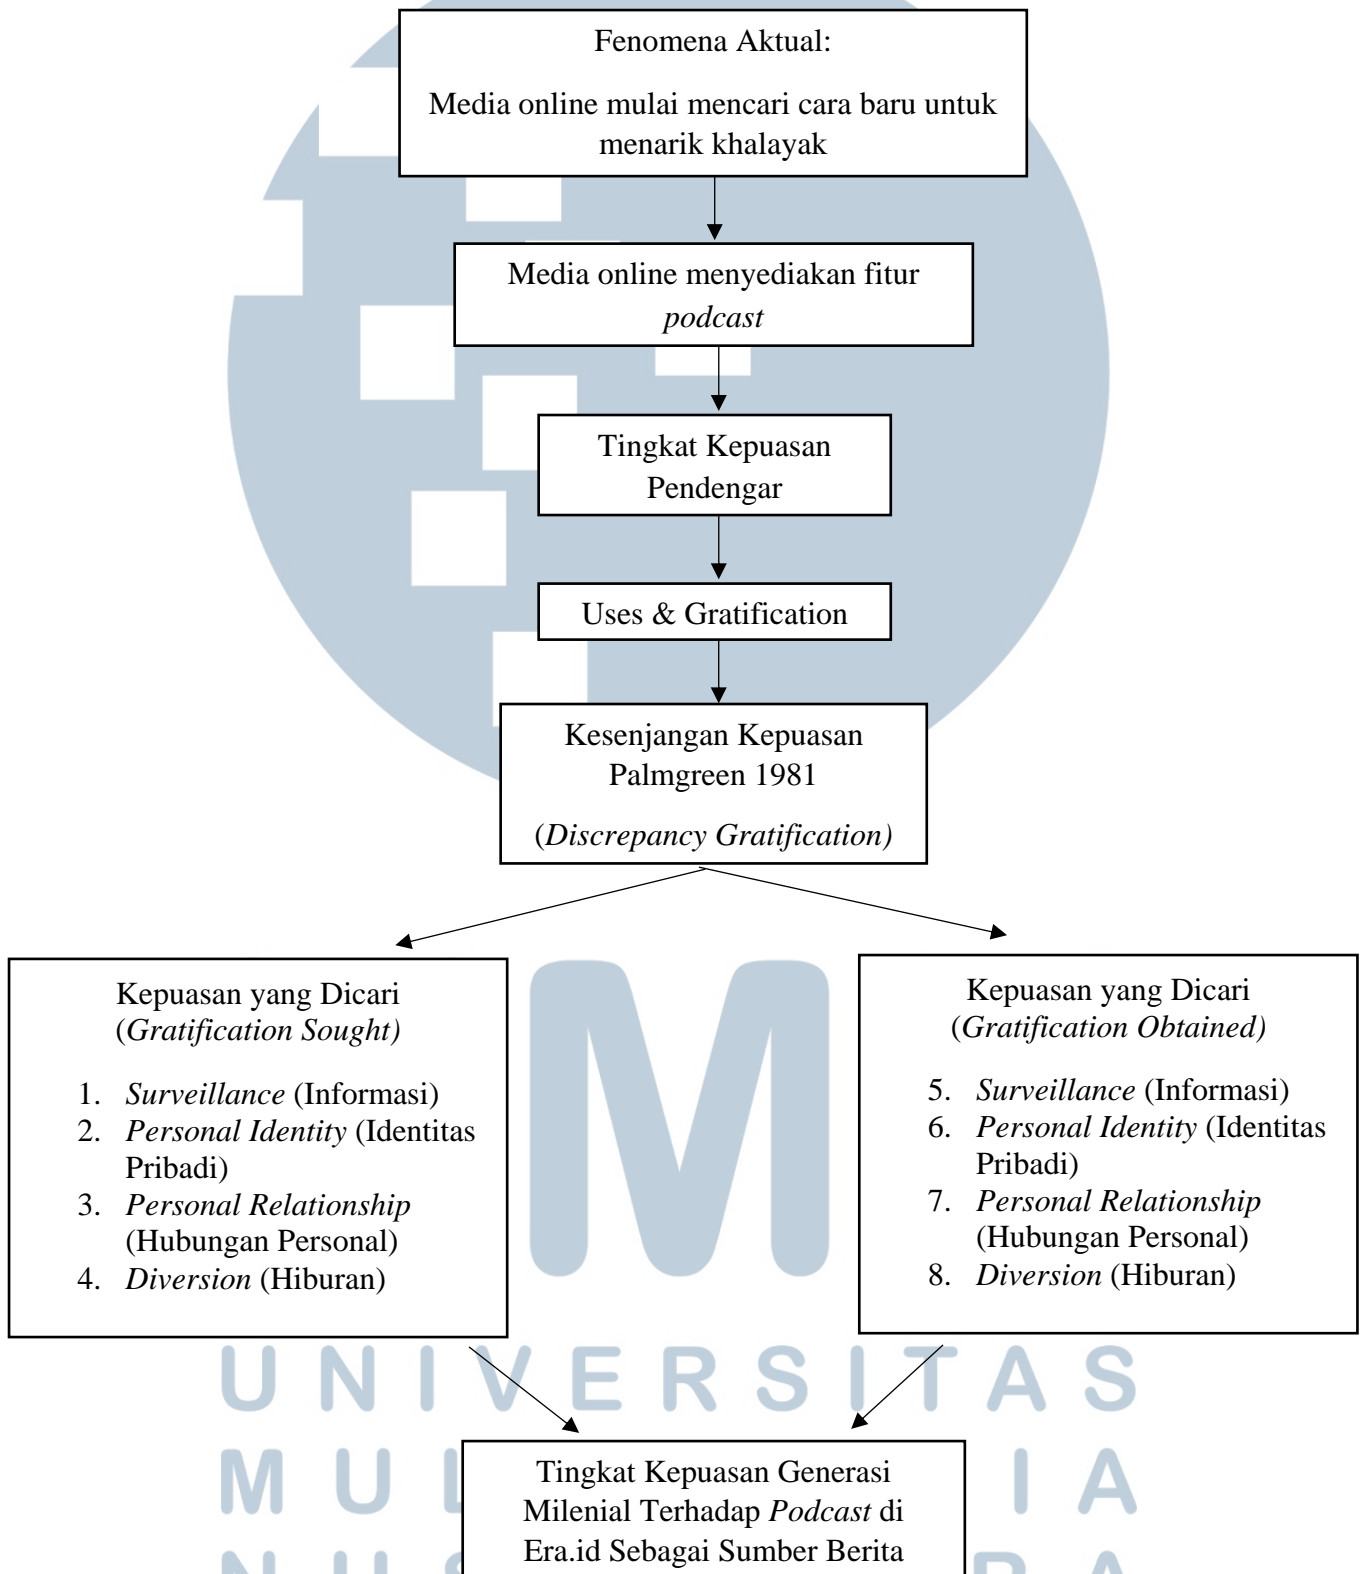 Fenomena Aktual:
Media online mulai mencari cara baru untuk
menarik khalayak
Media online menyediakan fitur
podcast
Tingkat Kepuasan
Pendengar
Uses & Gratification
Kesenjangan Kepuasan
Palmgreen 1981
(Discrepancy Gratification)
Kepuasan yang Dicari
(Gratification Sought)
1. Surveillance (Informasi)
2. Personal Identity (Identitas
Pribadi)
3. Personal Relationship
(Hubungan Personal)
4. Diversion (Hiburan)
Kepuasan yang Dicari
(Gratification Obtained)
5. Surveillance (Informasi)
6. Personal Identity (Identitas
Pribadi)
7. Personal Relationship
(Hubungan Personal)
8. Diversion (Hiburan)
M
UNIVERSITAS
Tingkat Kepuasan Generasi
Milenial Terhadap Podcast di
Era.id Sebagai Sumber Berita